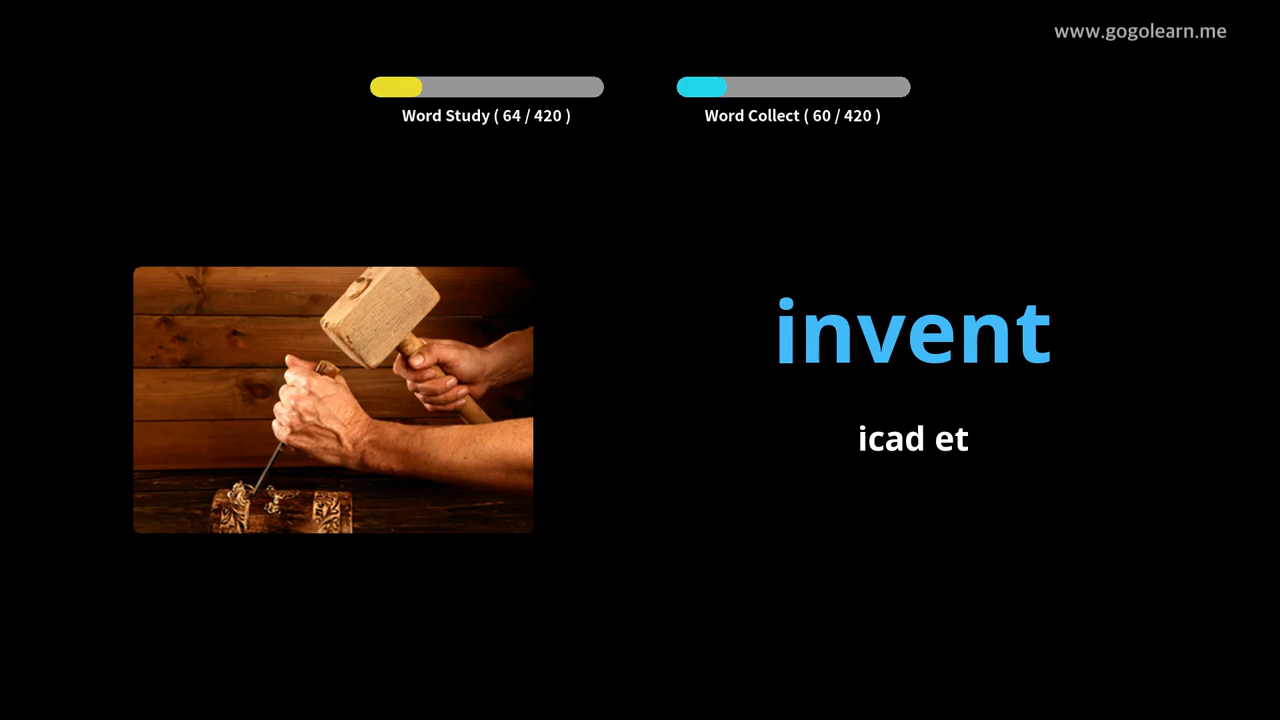 www.gogolearn.me
Word Study ( 64 / 420 )
Word Collect ( 60 / 420 )
invent
icad et